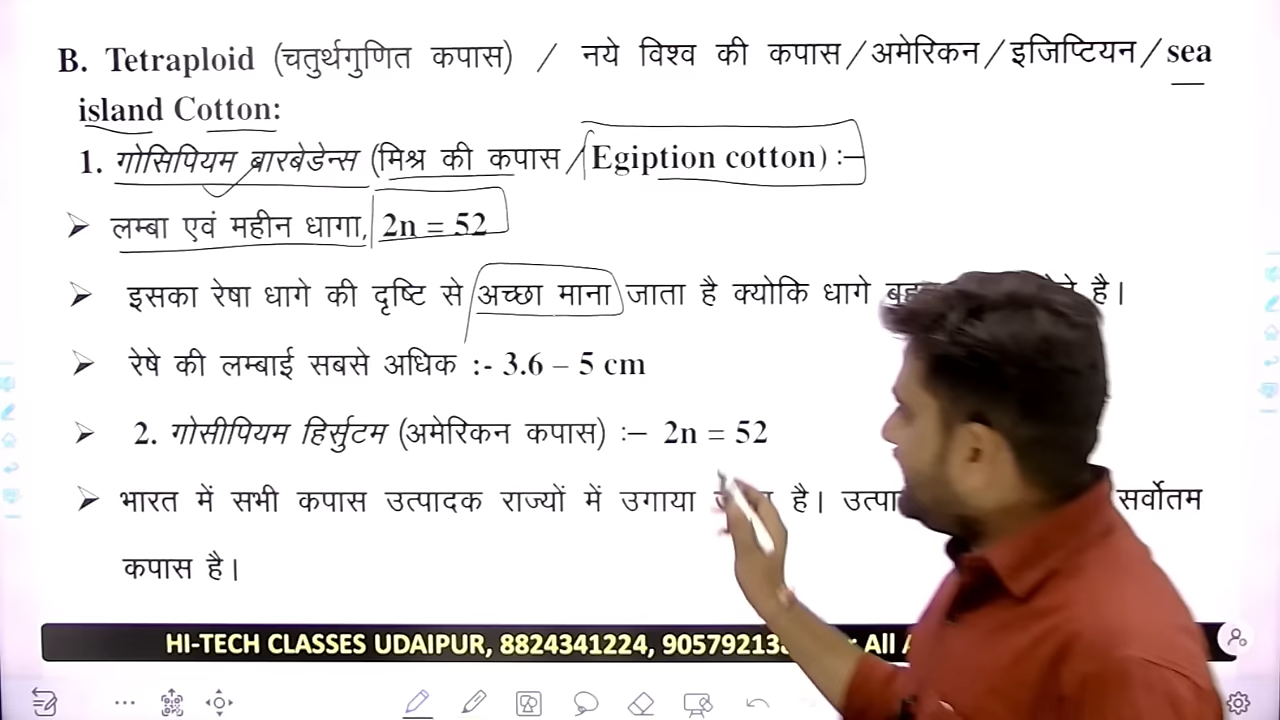 B. Tetraploid (चतुर्थगुणित कपास) / नये विश्व की कपास/अमेरिकन/इजिप्टियन/sea
island Cotton:
1. गोसिपियम बारबेडेन्स (मिश्र की कपास /Egiption cotton) :–
➢ लम्बा एवं महीन धागा, 2n = 52
➢ इसका रेषा धागे की दृष्टि से अच्छा माना जाता है क्योकि धागे है।
➢ रेषे की लम्बाई सबसे अधिक :- 3.6 – 5 cm
➢ 2. गोसीपियम हिर्सुटम (अमेरिकन कपास) :– 2n = 52
➢ भारत में सभी कपास उत्पादक राज्यों में उगाया है। सर्वोतम
कपास है।
HI-TECH CLASSES UDAIPUR, 8824341224, All